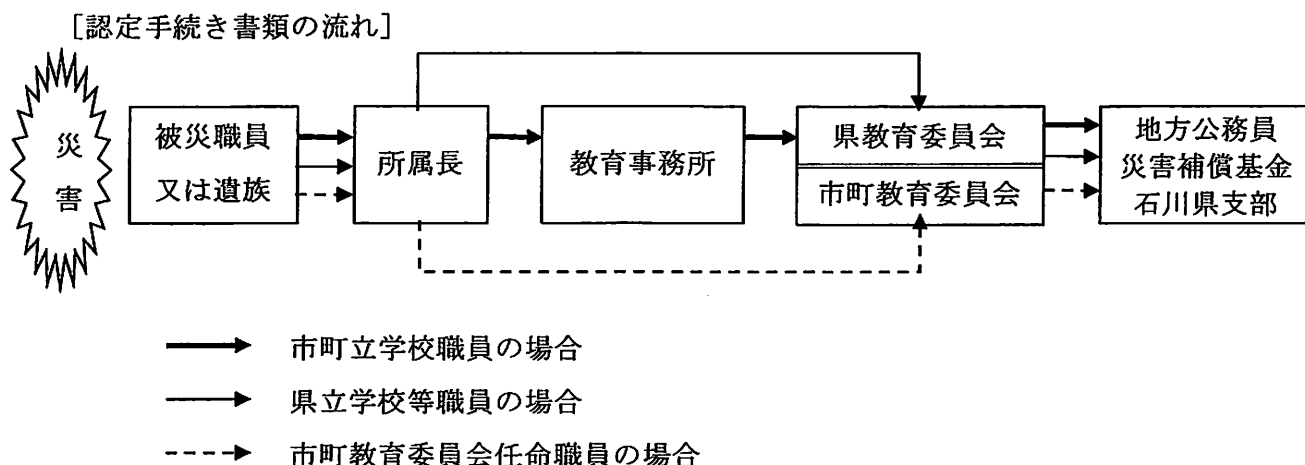 [認定手続き書類の流れ]
災
害
被災職員
又は遺族
所属長
教育事務所
県教育委員会
市町教育委員会
地方公務員
災害補償基金
石川県支部
市町立学校職員の場合
県立学校等職員の場合
市町教育委員会任命職員の場合